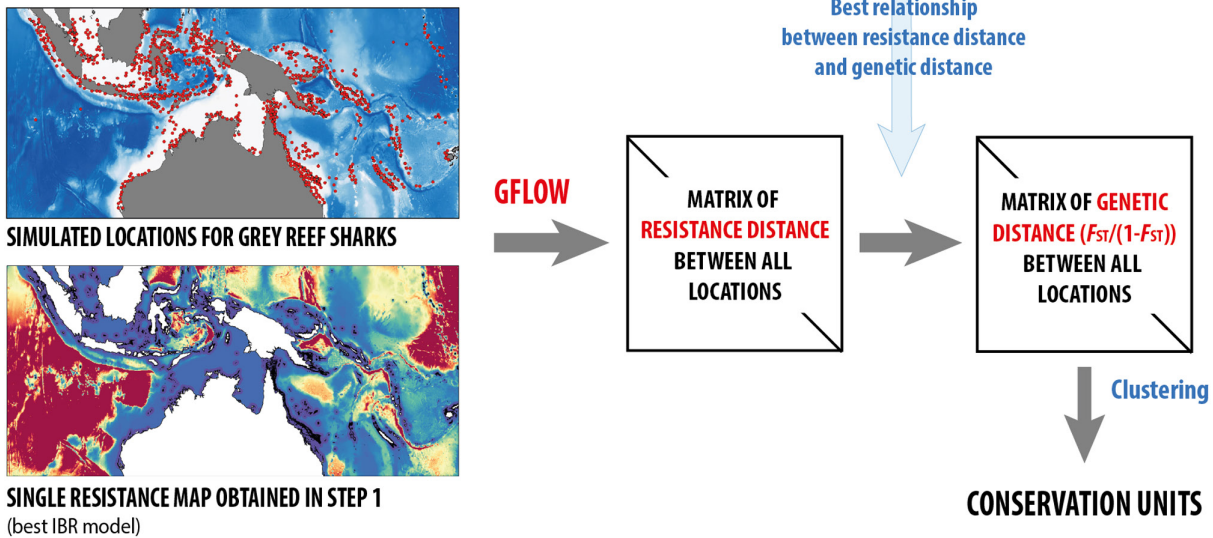 Best relationship
between resistance distance
and genetic distance
SIMULATED LOCATIONS FOR GREY REEF SHARKS
GFLOW
MATRIX OF
RESISTANCE DISTANCE
BETWEEN ALL
LOCATIONS
MATRIX OF GENETIC
DISTANCE (FST/(1-FST))
BETWEEN ALL
LOCATIONS
SINGLE RESISTANCE MAP OBTAINED IN STEP 1
(best IBR model)
Clustering
CONSERVATION UNITS